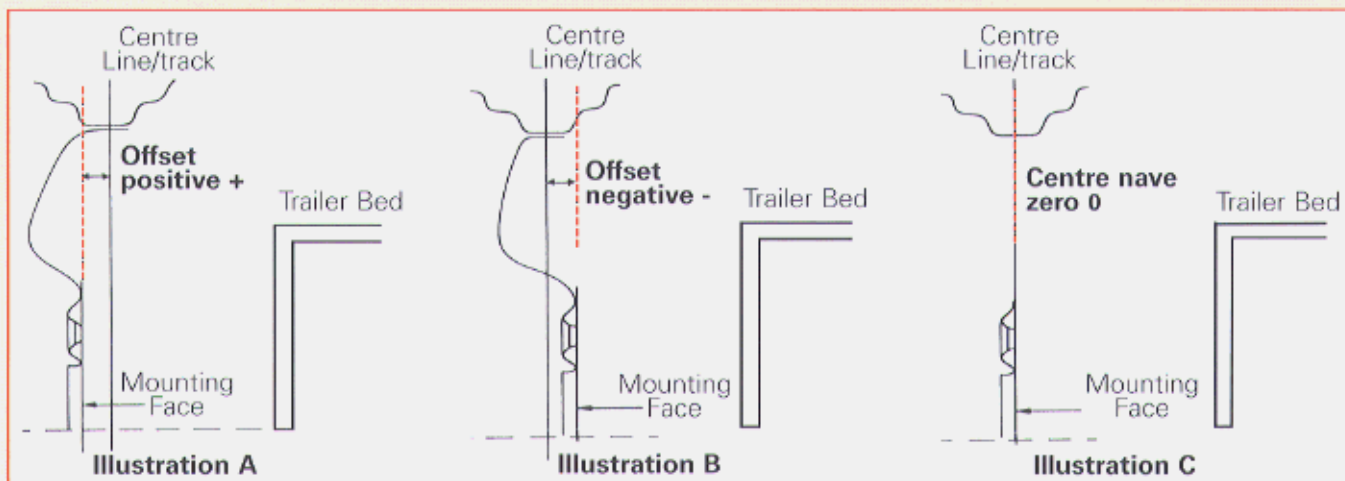 Centre
Line/track
Offset
positive +
Trailer Bed
Mounting
Face
Illustration A
Centre
Line/track
Offset
negative -
Trailer Bed
Mounting
Face
Illustration B
Centre
Line/track
Centre nave
zero 0
Trailer Bed
Mounting
Face
Illustration C